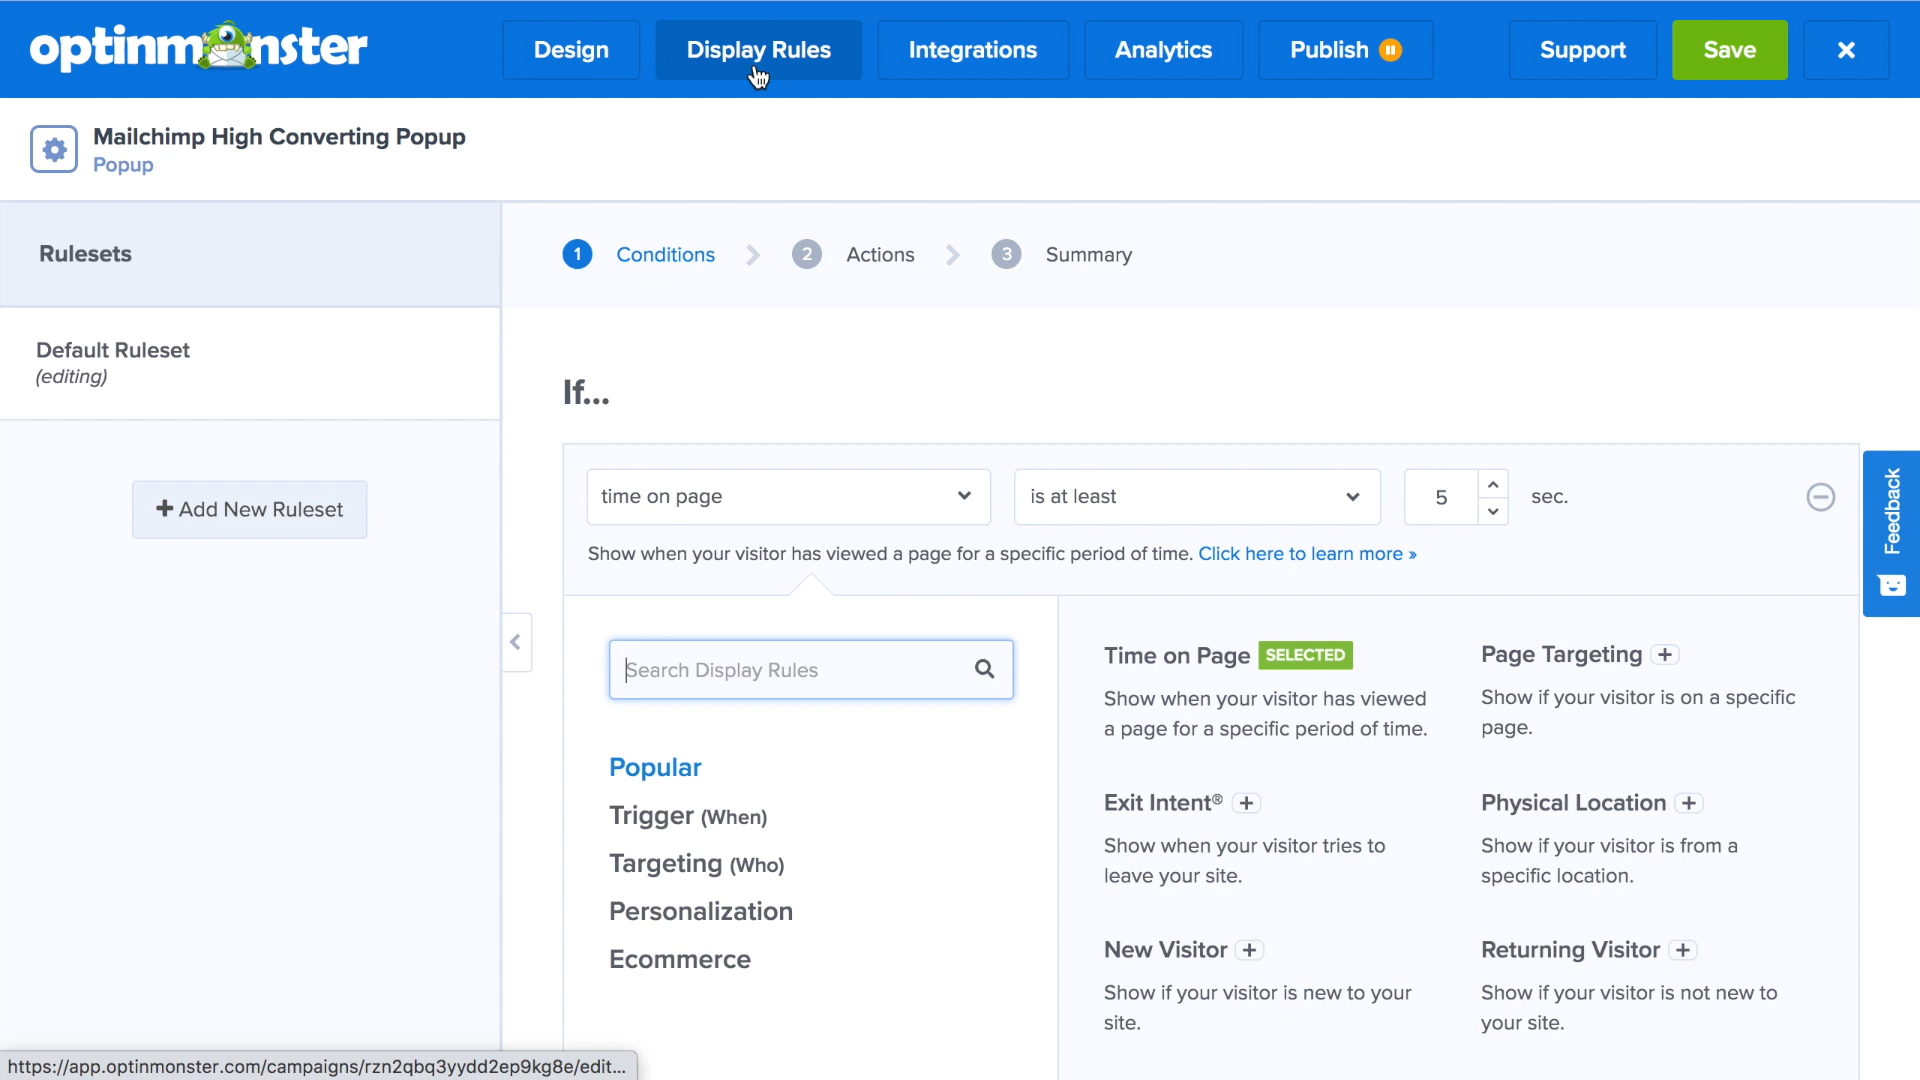 optinmonster
Design
Display Rules
Integrations
Analytics
Publish
Support
Save
Mailchimp High Converting Popup
Popup
Rulesets
1 Conditions
2 Actions
3 Summary
Default Ruleset
(editing)
+ Add New Ruleset
If...
time on page
is at least
5
sec.
Show when your visitor has viewed a page for a specific period of time. Click here to learn more »
Feedback
Search Display Rules
Popular
Trigger (When)
Targeting (Who)
Personalization
Ecommerce
Time on Page SELECTED
Show when your visitor has viewed
a page for a specific period of time.
Page Targeting +
Show if your visitor is on a specific
page.
Exit Intent® +
Show when your visitor tries to
leave your site.
Physical Location +
Show if your visitor is from a
specific location.
New Visitor +
Show if your visitor is new to your
site.
Returning Visitor +
Show if your visitor is not new to
your site.
https://app.optinmonster.com/campaigns/rzn2qbq3yydd2ep9kg8e/edit...